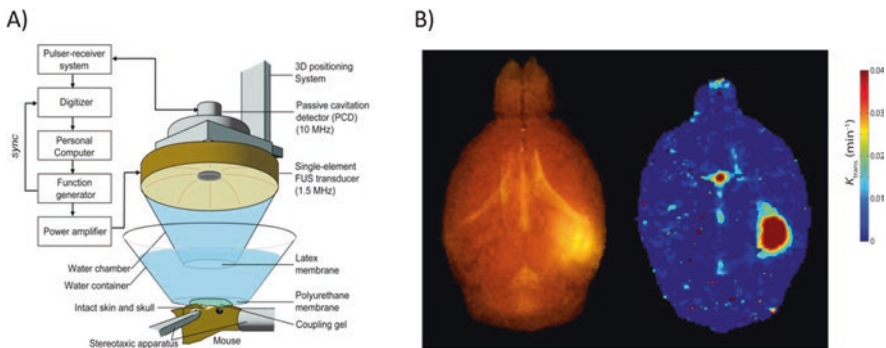 A)
Pulser-receiver
system
Digitizer
Personal
Computer
Function
generator
Power amplifier
sync
3D positioning
System
Passive cavitation
detector (PCD)
(10 MHz)
Single-element
FUS transducer
(1.5 MHz)
Water chamber
Water container
Latex
membrane
Polyurethane
membrane
Intact skin and skull
Coupling gel
Stereotaxic apparatus
Mouse
B)
0.04
0.03
0.02
0.01
0
Ktrans (min⁻¹)